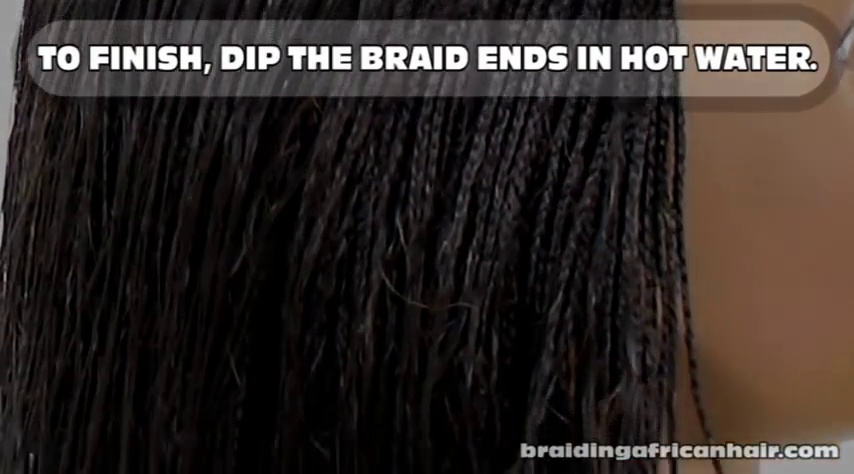 TO FINISH, DIP THE BRAID ENDS IN HOT WATER.
braidingafricanhair.com